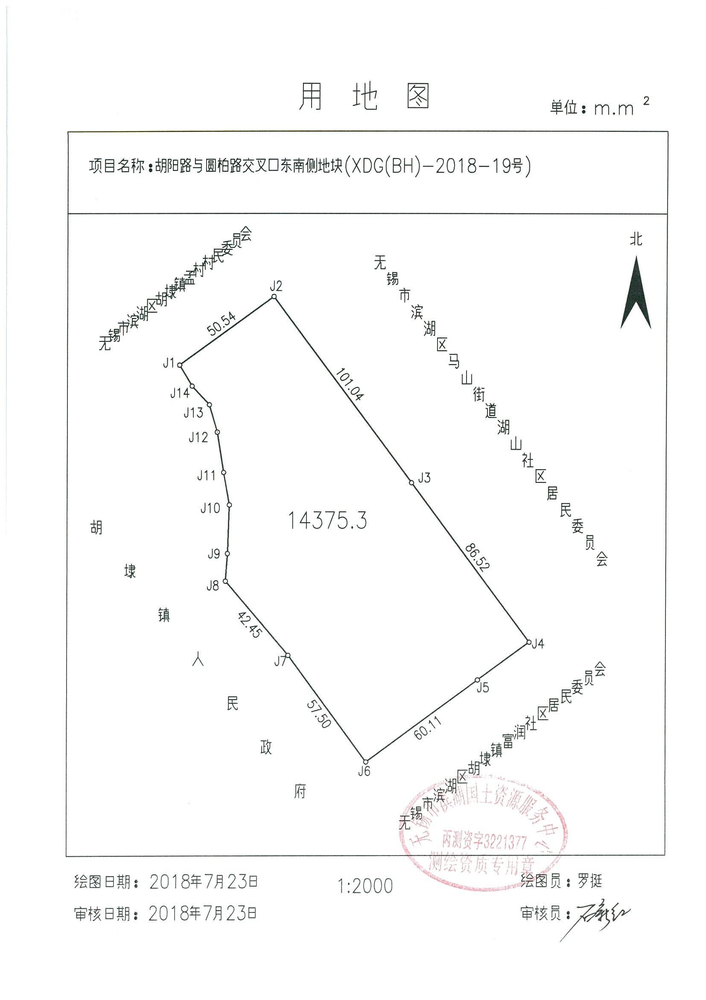 用地图
单位：m.m²
项目名称：胡阳路与圆柏路交叉口东南侧地块(XDG(BH)-2018-19号)
无锡市滨湖区胡埭镇孟村村民委员会
无锡市滨湖区马山街道湖山社区居民委员会
北
J2
50.54
J1
101.04
J14
J13
J12
J11
J3
J10
14375.3
胡埭镇人民政府
J9
86.52
J8
42.45
J4
J7
J5
57.50
60.11
J6
无锡市滨湖区胡埭镇富润社区居民委员会
无锡市滨湖国土资源服务中心
丙测资字3221377
测绘资质专用章
绘图日期：2018年7月23日
1:2000
绘图员：罗挺
审核日期：2018年7月23日
审核员：